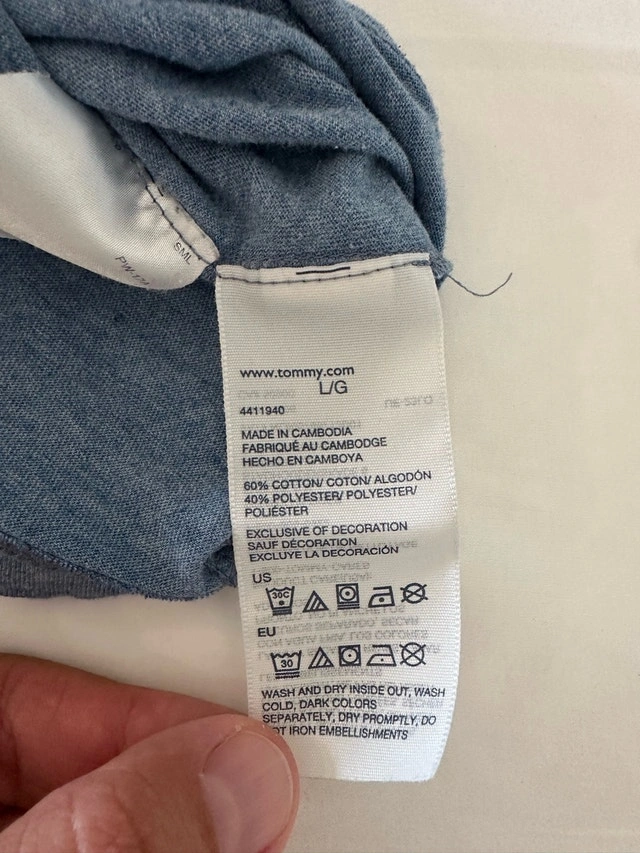 SML
www.tommy.com
L/G
4411940
MADE IN CAMBODIA
FABRIQUÉ AU CAMBODGE
HECHO EN CAMBOYA
60% COTTON/ COTON/ ALGODÓN
40% POLYESTER/ POLYESTER/
POLIÉSTER
EXCLUSIVE OF DECORATION
SAUF DÉCORATION
EXCLUYE LA DECORACIÓN
US
30C
EU
30
WASH AND DRY INSIDE OUT, WASH
COLD, DARK COLORS
SEPARATELY, DRY PROMPTLY, DO
IRON EMBELLISHMENTS